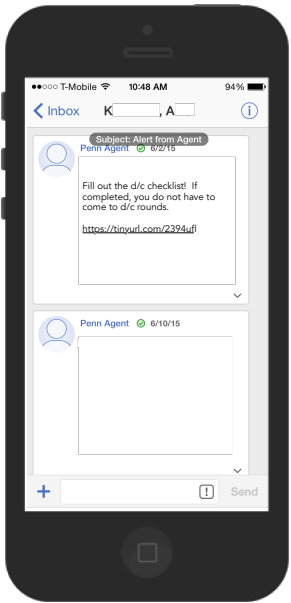 T-Mobile 10:48 AM 94%
Inbox K , A
Subject: Alert from Agent
Penn Agent 6/2/15
Fill out the d/c checklist! If
completed, you do not have to
come to d/c rounds.
https://tinyurl.com/2394ufl
Penn Agent 6/10/15
! Send